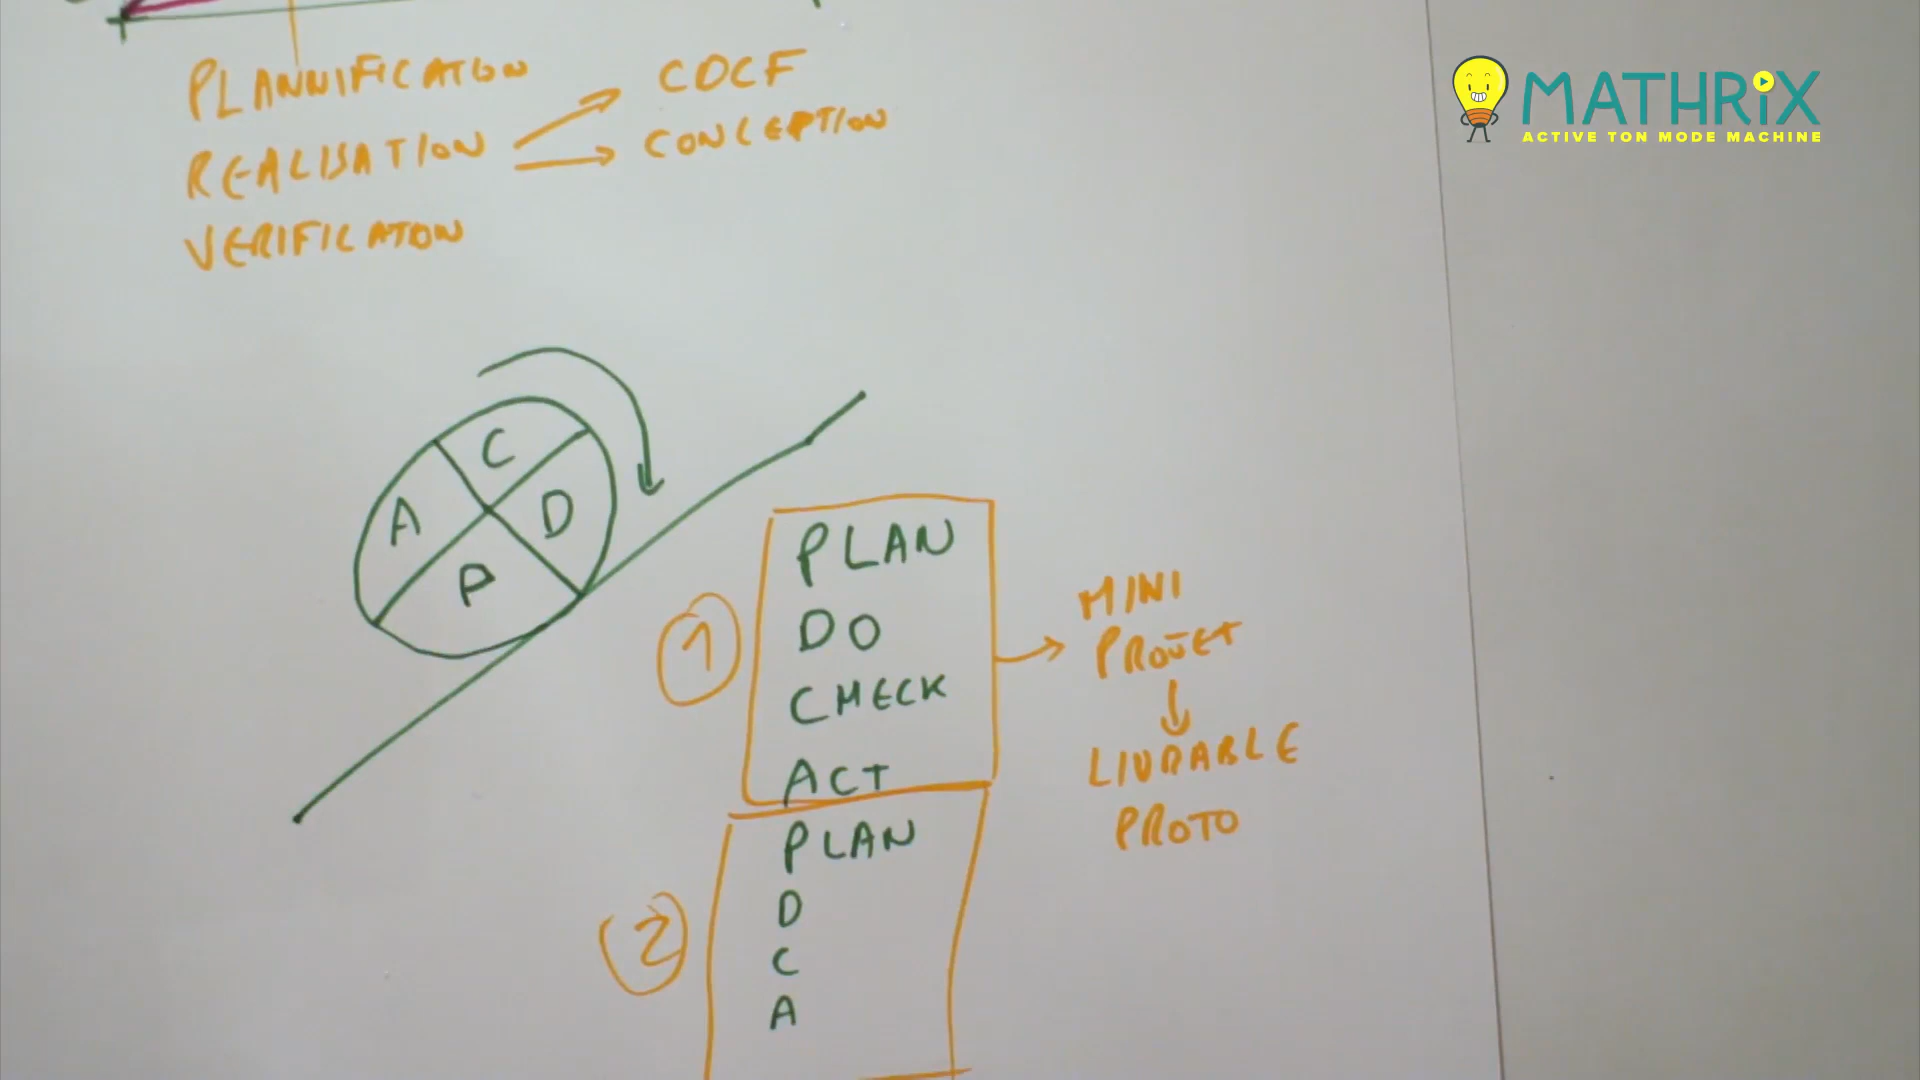 PLANNIFICATION
REALISATION
VERIFICATON
CDCF
CONCEPTION
MATHRiX
ACTIVE TON MODE MACHINE
C
A
D
P
1
PLAN
DO
CHECK
ACT
MINI
PROJET
LIVRABLE
PROTO
2
PLAN
D
C
A